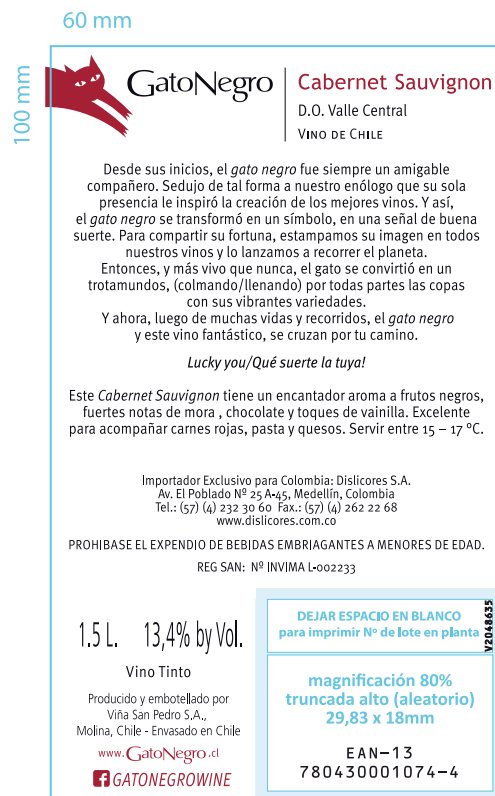 60 mm
100 mm
GatoNegro
Cabernet Sauvignon
D.O. Valle Central
VINO DE CHILE
Desde sus inicios, el gato negro fue siempre un amigable
compañero. Sedujo de tal forma a nuestro enólogo que su sola
presencia le inspiró la creación de los mejores vinos. Y así,
el gato negro se transformó en un símbolo, en una señal de buena
suerte. Para compartir su fortuna, estampamos su imagen en todos
nuestros vinos y lo lanzamos a recorrer el planeta.
Entonces, y más vivo que nunca, el gato se convirtió en un
trotamundos, (colmando/llenando) por todas partes las copas
con sus vibrantes variedades.
Y ahora, luego de muchas vidas y recorridos, el gato negro
y este vino fantástico, se cruzan por tu camino.
Lucky you/Qué suerte la tuya!
Este Cabernet Sauvignon tiene un encantador aroma a frutos negros,
fuertes notas de mora , chocolate y toques de vainilla. Excelente
para acompañar carnes rojas, pasta y quesos. Servir entre 15 – 17 °C.
Importador Exclusivo para Colombia: Dislicores S.A.
Av. El Poblado Nº 25 A-45, Medellín, Colombia
Tel.: (57) (4) 232 30 60 Fax.: (57) (4) 262 22 68
www.dislicores.com.co
PROHIBASE EL EXPENDIO DE BEBIDAS EMBRIAGANTES A MENORES DE EDAD.
REG SAN: Nº INVIMA L-002233
1.5 L. 13,4% by Vol.
Vino Tinto
Producido y embotellado por
Viña San Pedro S.A.,
Molina, Chile - Envasado en Chile
www.GatoNegro.cl
GATONEGROWINE
DEJAR ESPACIO EN BLANCO
para imprimir Nº de lote en planta
V2048635
magnificación 80%
truncada alto (aleatorio)
29,83 x 18mm
EAN-13
780430001074-4